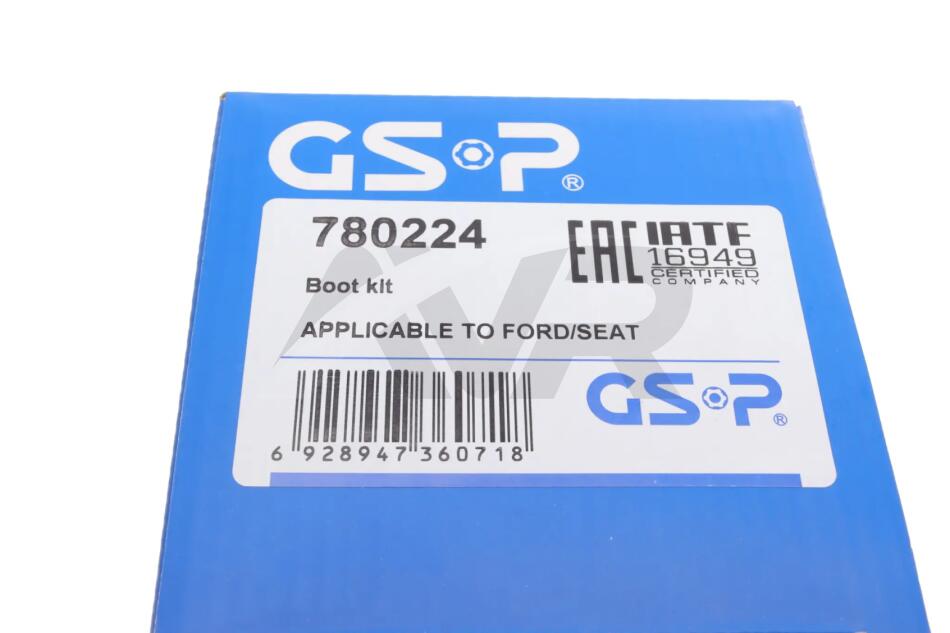 GSP®
780224
EAC
IATF
16949
CERTIFIED
COMPANY
Boot kit
APPLICABLE TO FORD/SEAT
GSP®
6 928947 360718